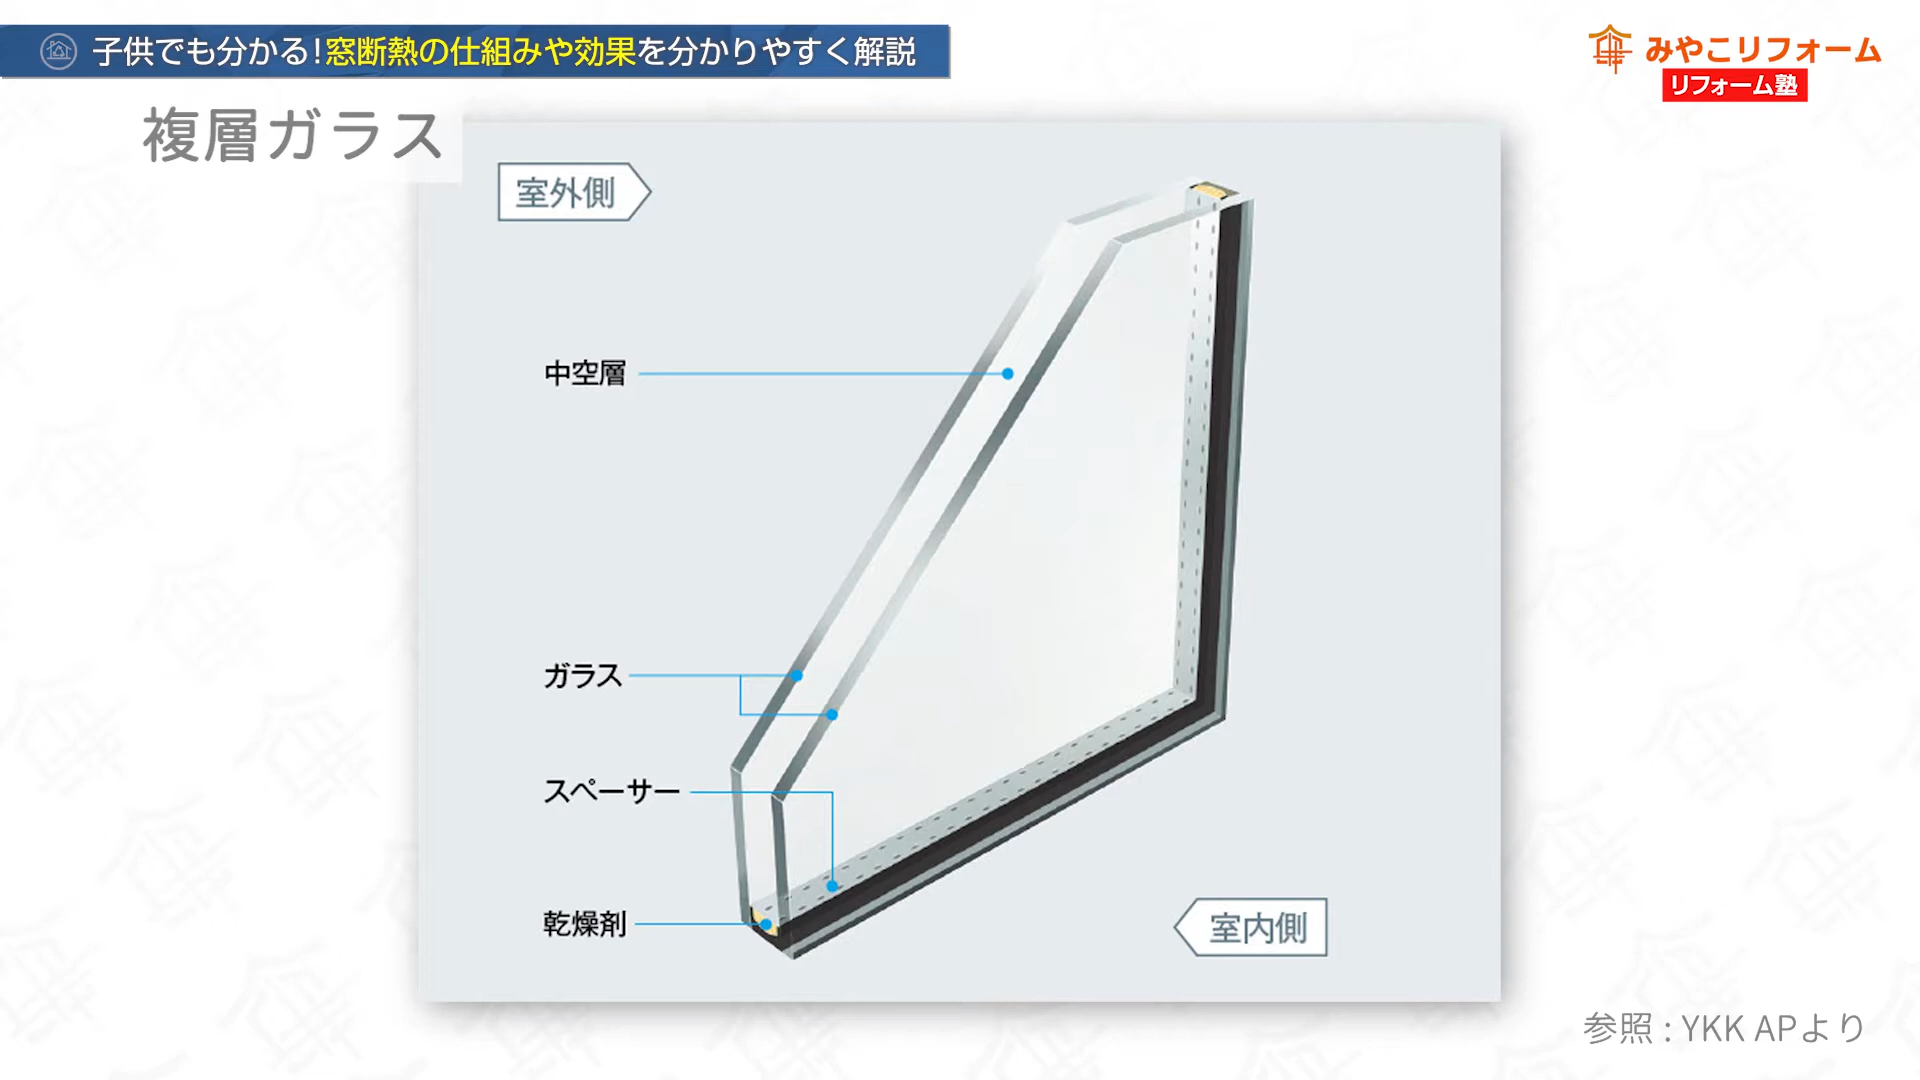 子供でも分かる!窓断熱の仕組みや効果を分かりやすく解説
みやこリフォーム
リフォーム塾
複層ガラス
室外側
中空層
ガラス
スペーサー
乾燥剤
室内側
参照 : YKK APより